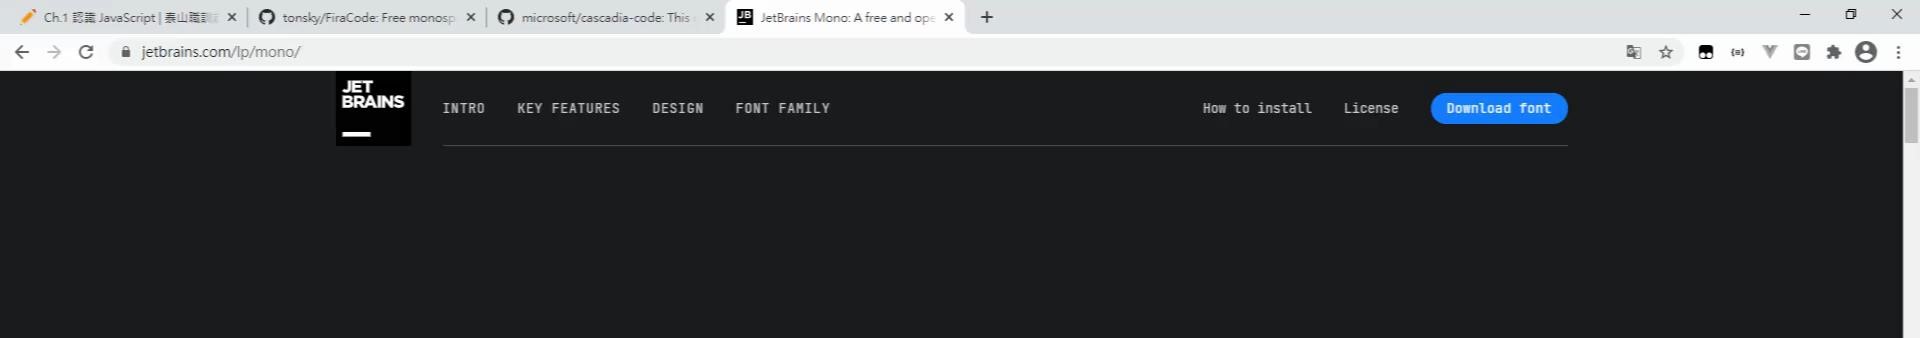 Ch.1 認識 JavaScript | 泰山職訓
tonsky/FiraCode: Free monosp
microsoft/cascadia-code: This
JB
JetBrains Mono: A free and ope
jetbrains.com/lp/mono/
JET
BRAINS
INTRO
KEY FEATURES
DESIGN
FONT FAMILY
How to install
License
Download font